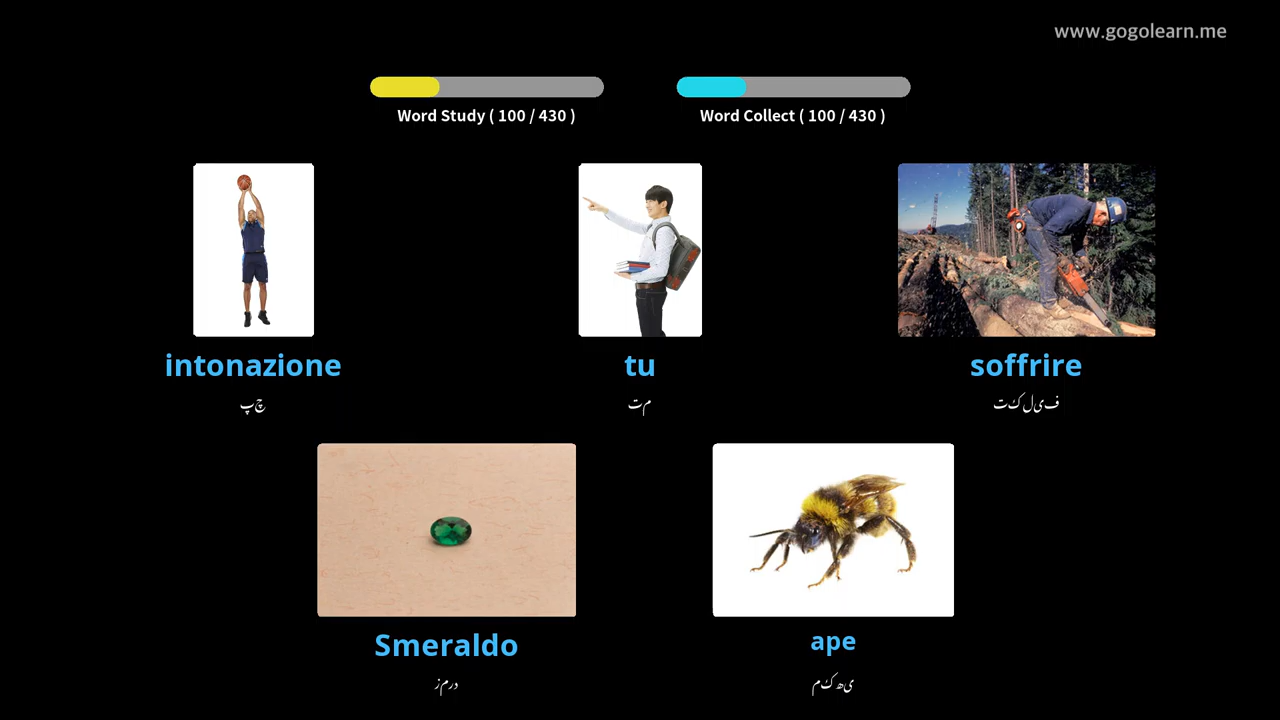 www.gogolearn.me
Word Study ( 100 / 430 )
Word Collect ( 100 / 430 )
intonazione
چپ
tu
مت
soffrire
فیلکت
Smeraldo
درمز
ape
یھکم